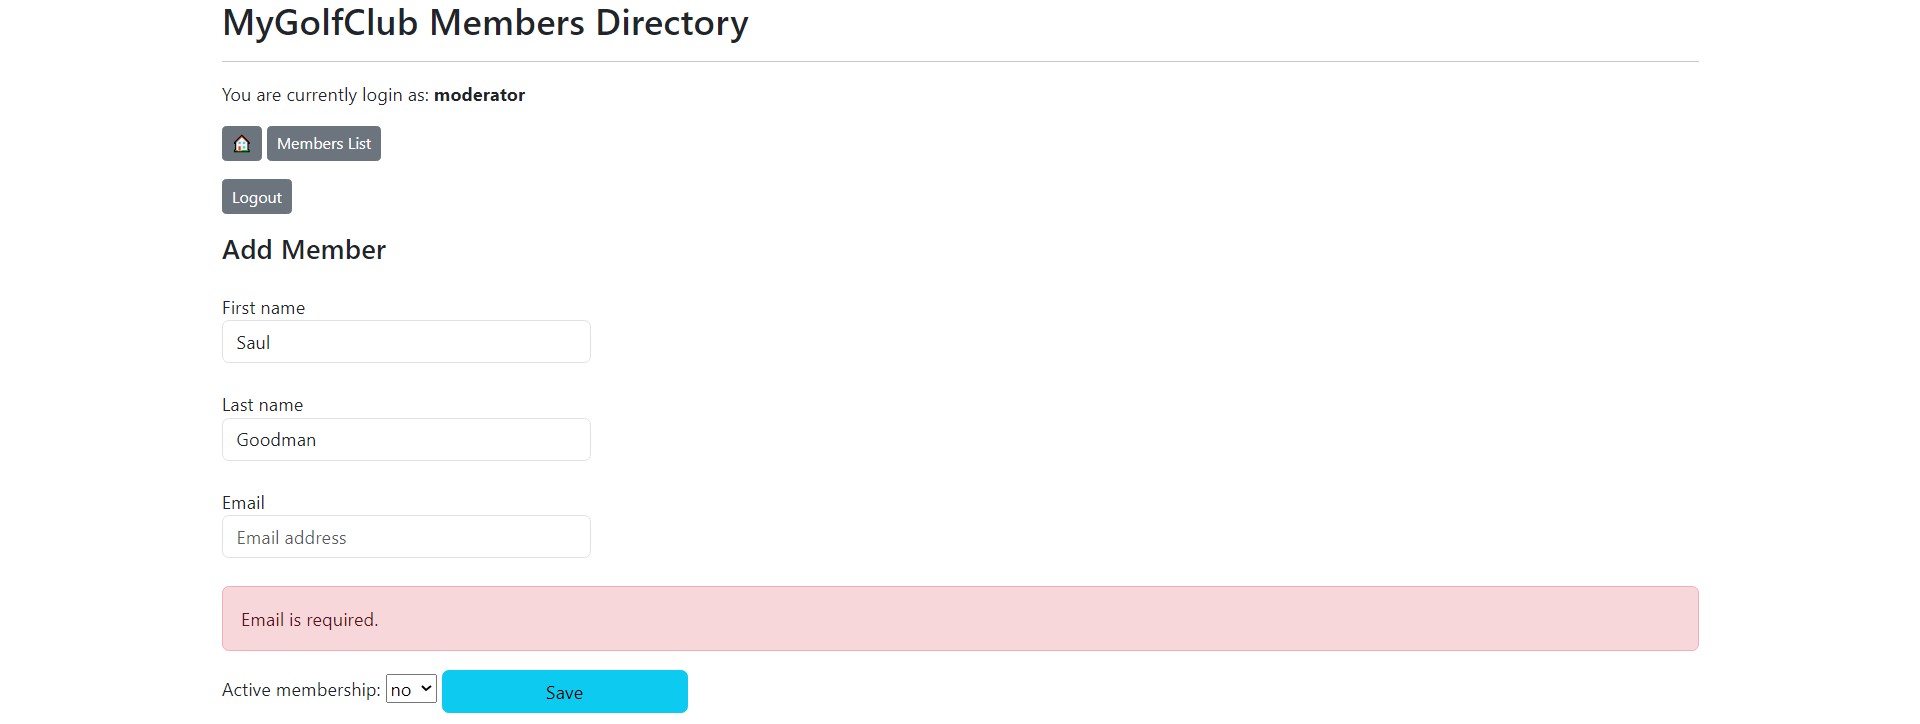 MyGolfClub Members Directory
You are currently login as: moderator
Members List
Logout
Add Member
First name
Saul
Last name
Goodman
Email
Email address
Email is required.
Active membership: no Save